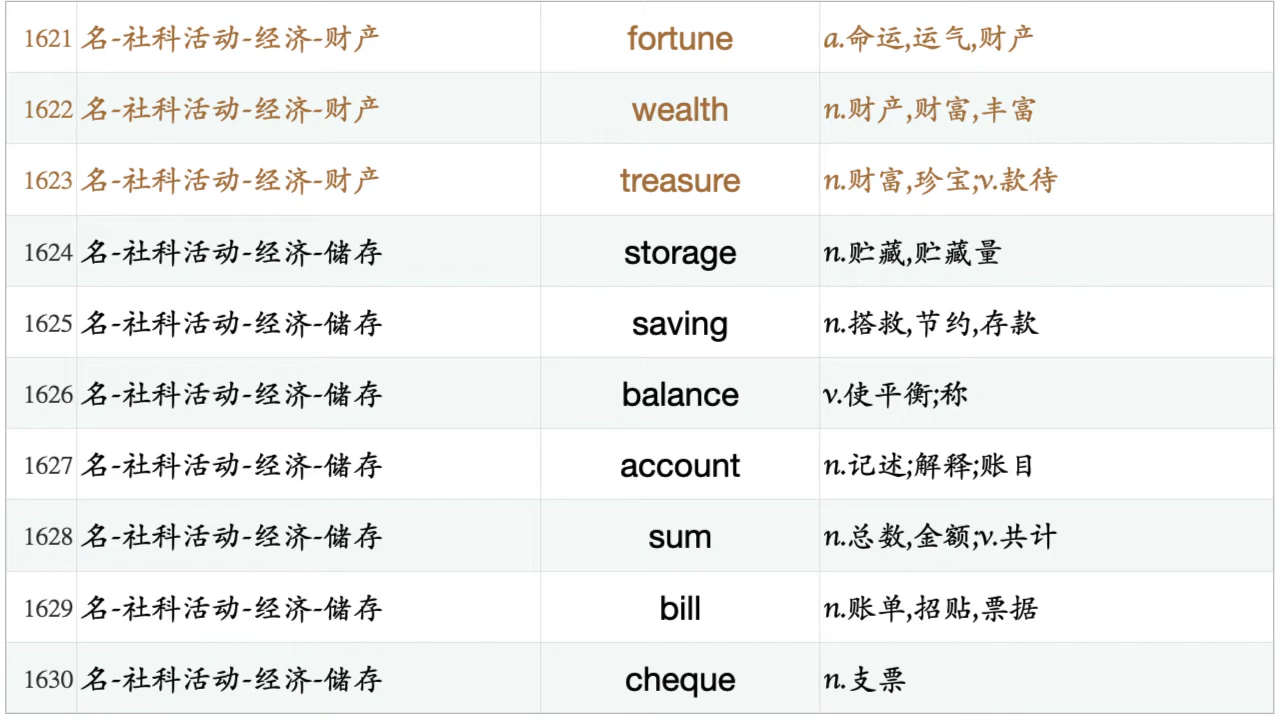 1621 名-社科活动-经济-财产 fortune a.命运,运气,财产
1622 名-社科活动-经济-财产 wealth n.财产,财富,丰富
1623 名-社科活动-经济-财产 treasure n.财富,珍宝;v.款待
1624 名-社科活动-经济-储存 storage n.贮藏,贮藏量
1625 名-社科活动-经济-储存 saving n.搭救,节约,存款
1626 名-社科活动-经济-储存 balance v.使平衡;称
1627 名-社科活动-经济-储存 account n.记述;解释;账目
1628 名-社科活动-经济-储存 sum n.总数,金额;v.共计
1629 名-社科活动-经济-储存 bill n.账单,招贴,票据
1630 名-社科活动-经济-储存 cheque n.支票